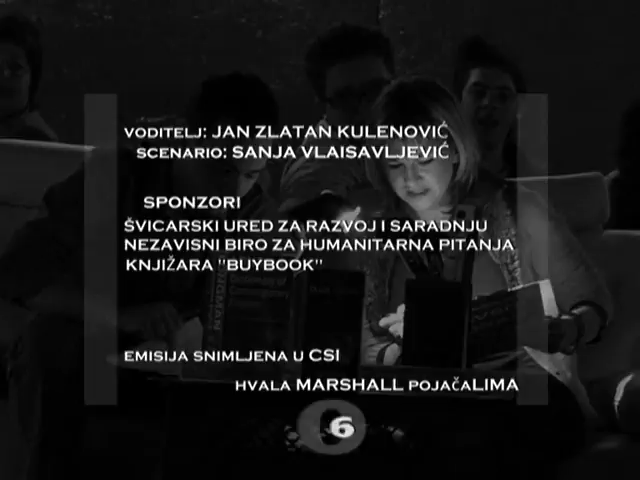 VODITELJ: JAN ZLATAN KULENOVIĆ
SCENARIO: SANJA VLAISAVLJEVIĆ
SPONZORI
ŠVICARSKI URED ZA RAZVOJ I SARADNJU
NEZAVISNI BIRO ZA HUMANITARNA PITANJA
KNJIŽARA "BUYBOOK"
EMISIJA SNIMLJENA U CSI
HVALA MARSHALL POJAČALIMA
6